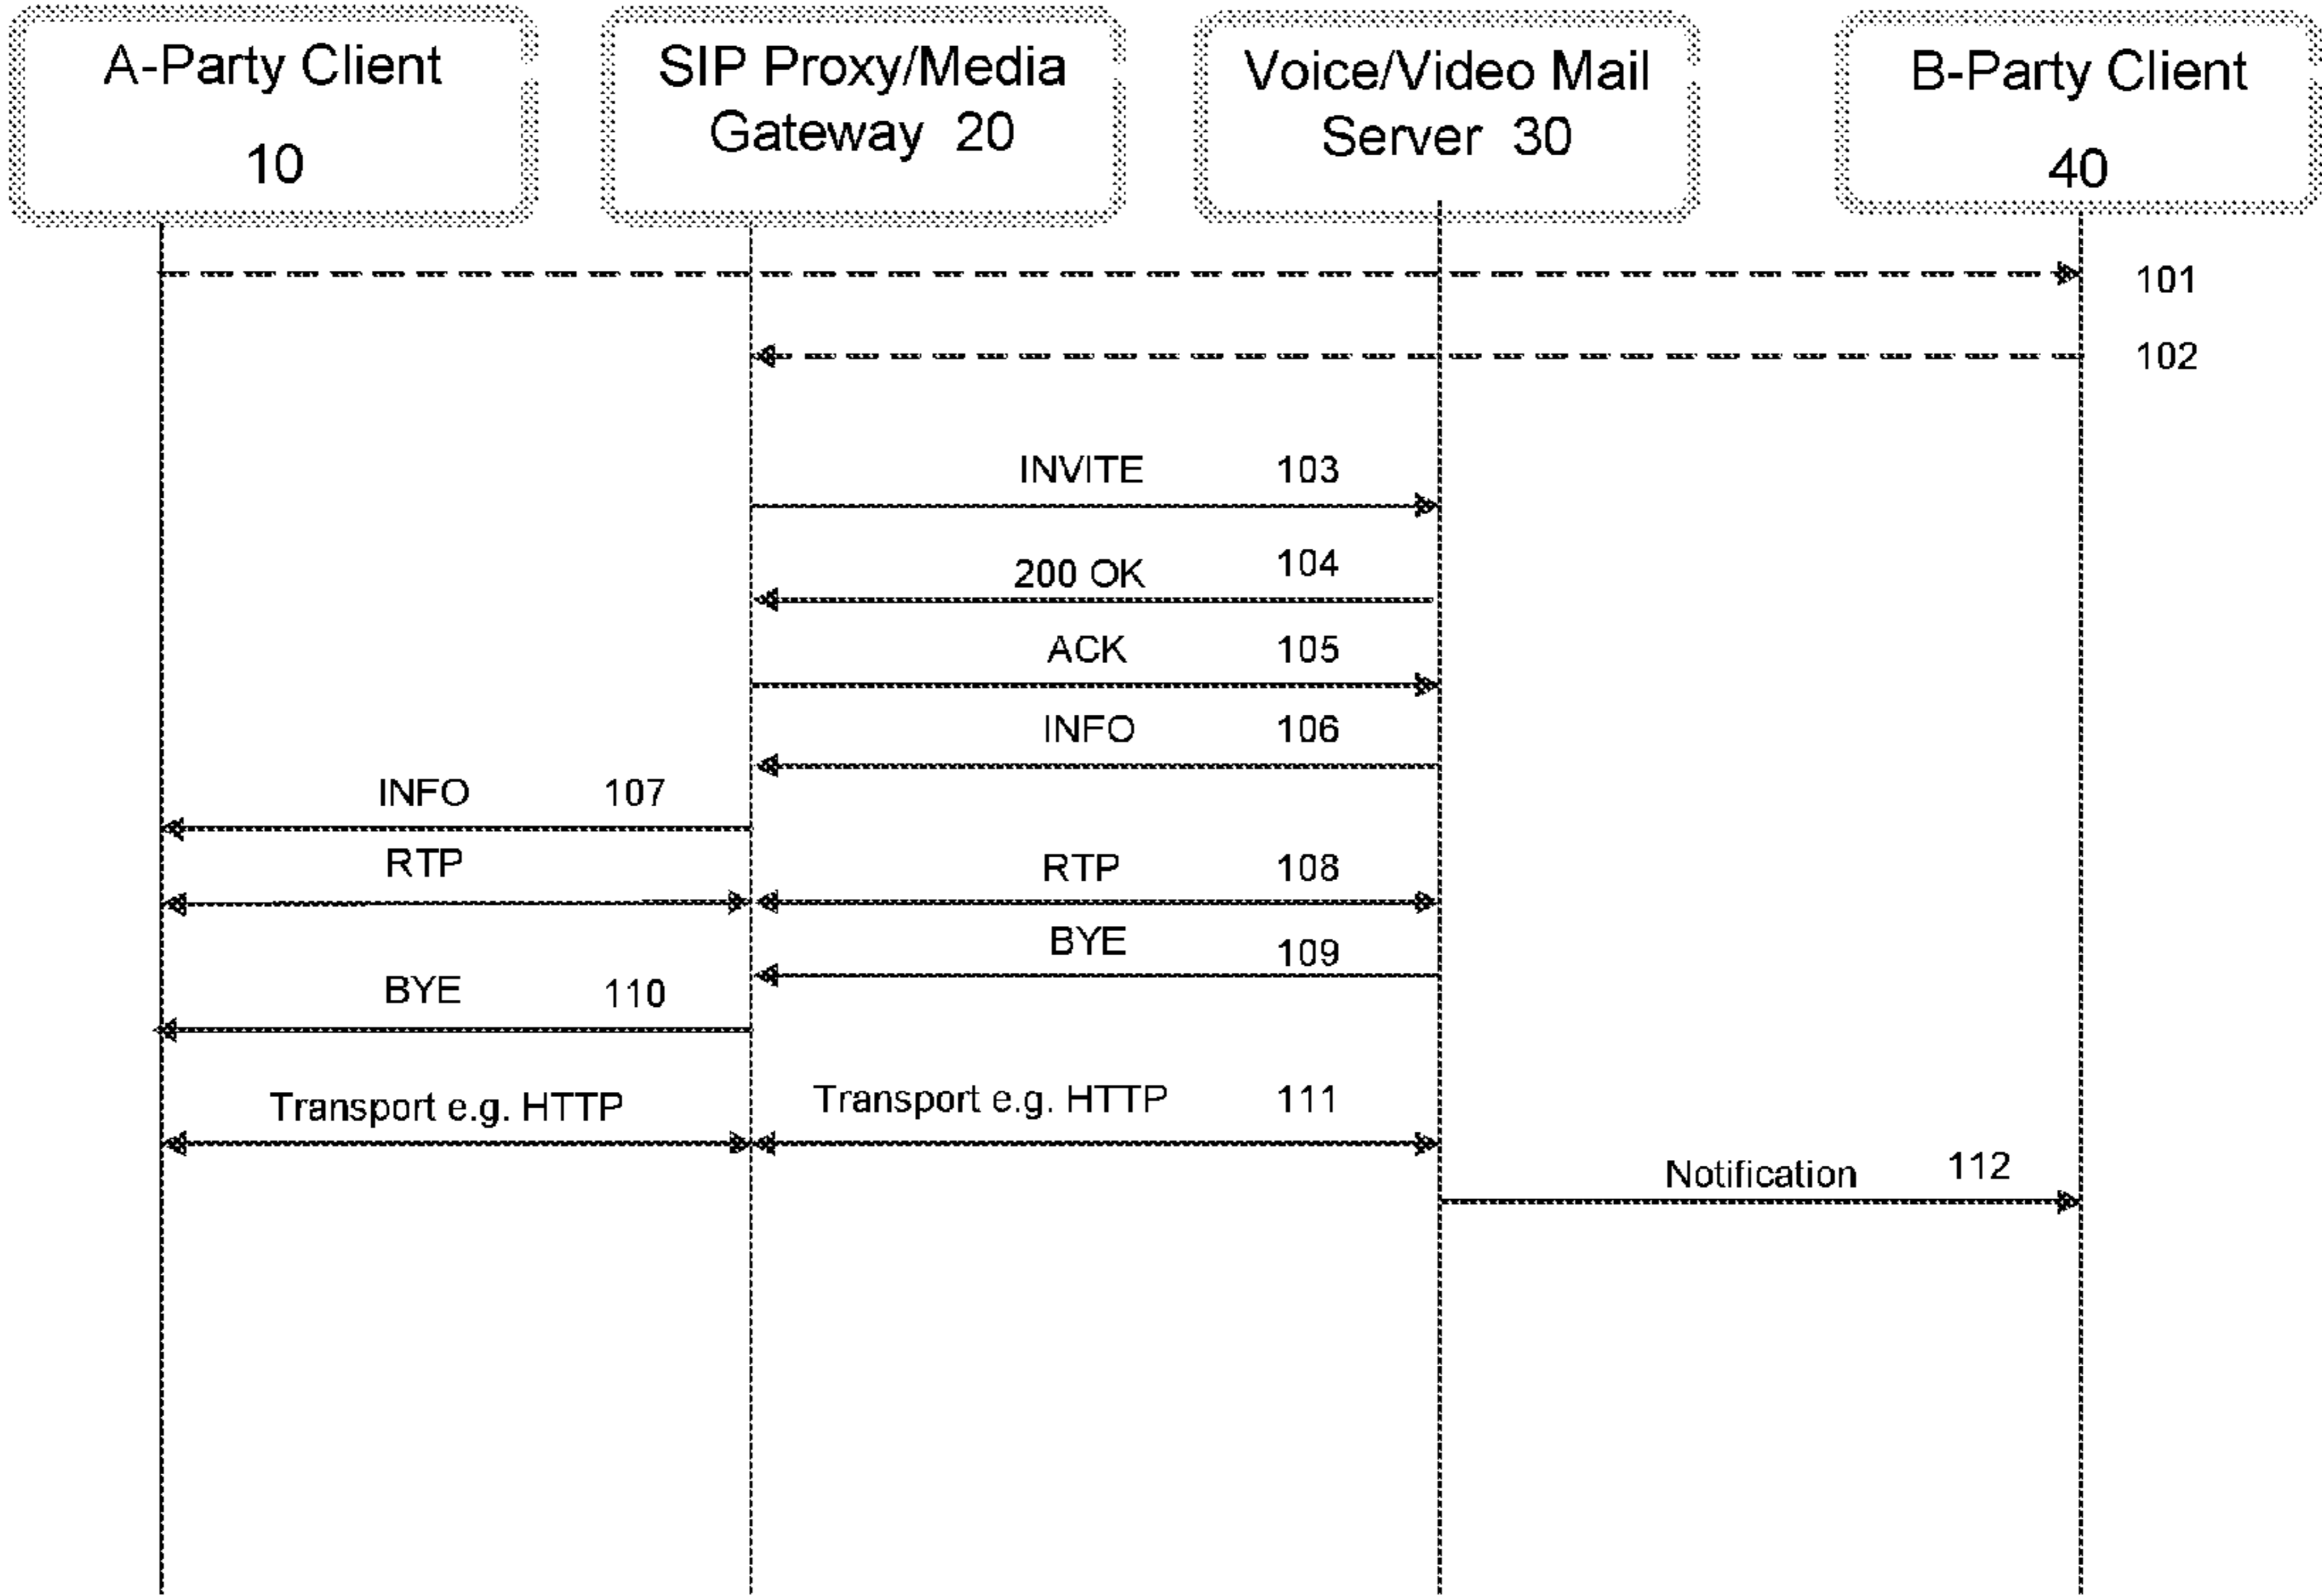 A-Party Client
10
SIP Proxy/Media
Gateway 20
Voice/Video Mail
Server 30
B-Party Client
40
101
102
INVITE 103
200 OK 104
ACK 105
INFO 106
INFO 107
RTP
RTP 108
BYE 109
BYE 110
Transport e.g. HTTP
Transport e.g. HTTP 111
Notification 112